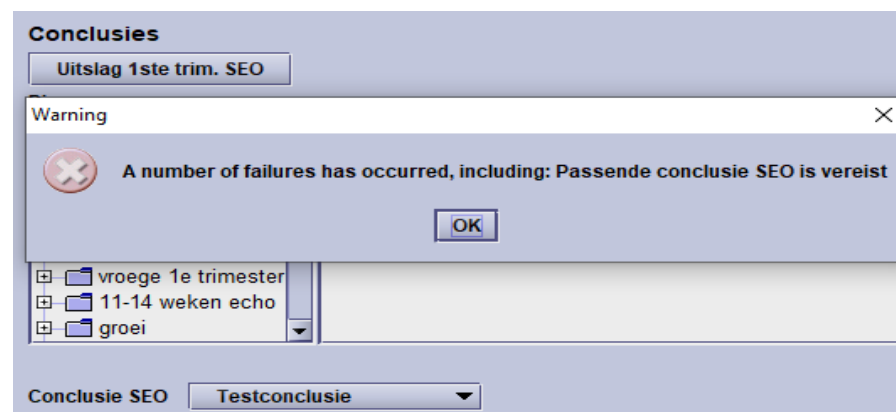 Conclusies
Uitslag 1ste trim. SEO
Warning
A number of failures has occurred, including: Passende conclusie SEO is vereist
OK
vroege 1e trimester
11-14 weken echo
groei
Conclusie SEO Testconclusie